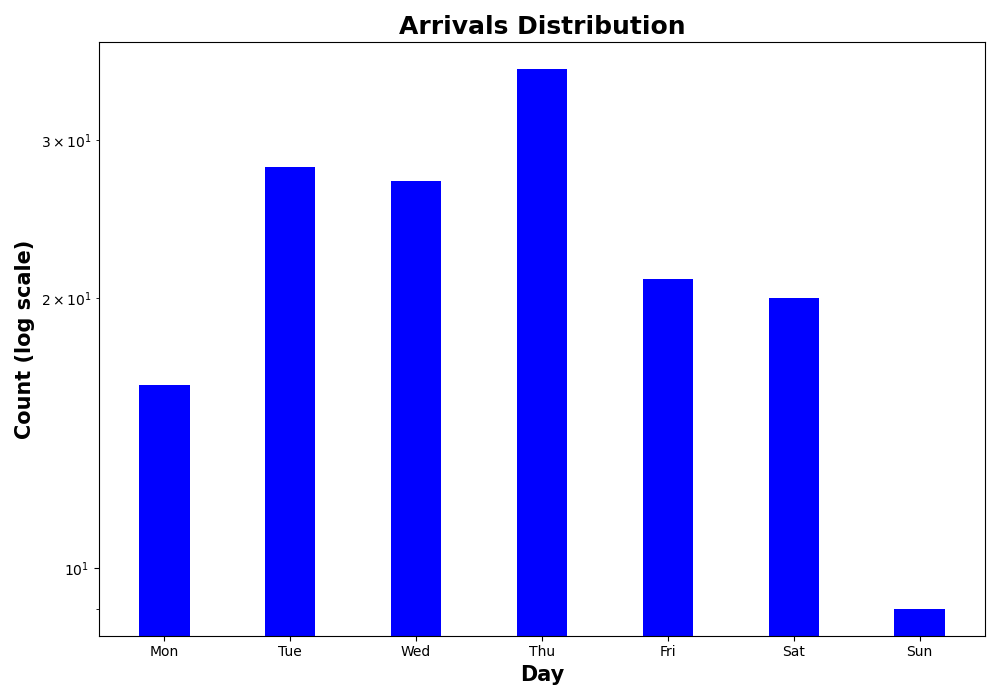 Arrivals Distribution
Count (log scale)
3 × 10¹
2 × 10¹
10¹
Mon Tue Wed Thu Fri Sat Sun
Day